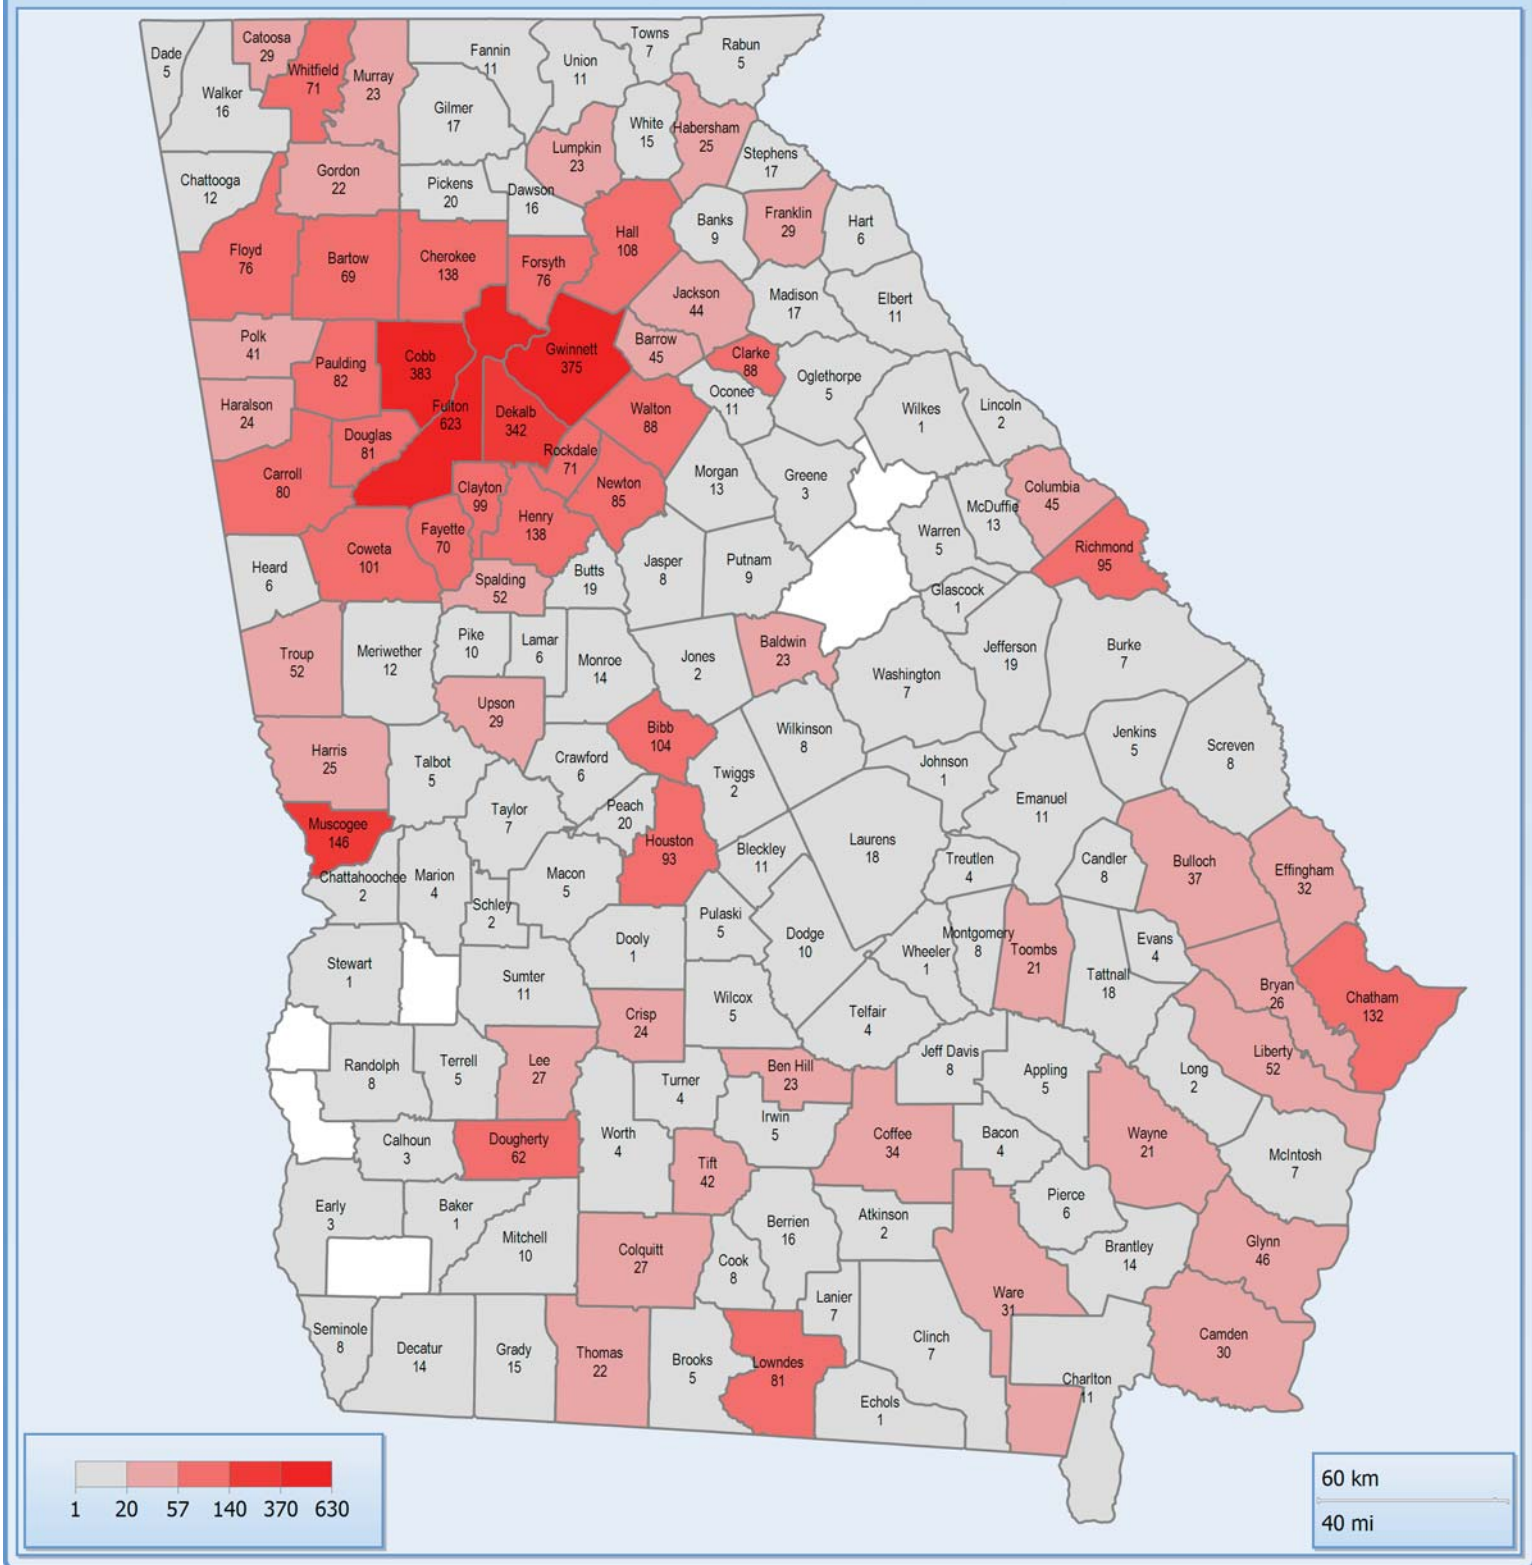 Dade
5
Walker
16
Catoosa
29
Whitfield
71
Murray
23
Fannin
11
Gilmer
17
Union
11
Towns
7
Rabun
5
Lumpkin
23
White
15
Habersham
25
Stephens
17
Chattooga
12
Gordon
22
Pickens
20
Dawson
16
Hall
108
Banks
9
Franklin
29
Hart
6
Floyd
76
Bartow
69
Cherokee
138
Forsyth
76
Jackson
44
Madison
17
Elbert
11
Polk
41
Paulding
82
Cobb
383
Gwinnett
375
Barrow
45
Clarke
88
Oconee
11
Oglethorpe
5
Wilkes
1
Lincoln
2
Haralson
24
Douglas
81
Fulton
623
Dekalb
342
Rockdale
71
Walton
88
Newton
85
Morgan
13
Greene
3
McDuffie
13
Columbia
45
Carroll
80
Clayton
99
Fayette
70
Henry
138
Warren
5
Richmond
95
Heard
6
Coweta
101
Spalding
52
Butts
19
Jasper
8
Putnam
9
Glascock
1
Troup
52
Meriwether
12
Pike
10
Lamar
6
Monroe
14
Jones
2
Baldwin
23
Washington
7
Jefferson
19
Burke
7
Upson
29
Bibb
104
Wilkinson
8
Jenkins
5
Screven
8
Harris
25
Talbot
5
Crawford
6
Twiggs
2
Johnson
1
Emanuel
11
Muscogee
146
Taylor
7
Peach
20
Houston
93
Bleckley
11
Laurens
18
Treutlen
4
Candler
8
Bulloch
37
Effingham
32
Chattahoochee
2
Marion
4
Schley
2
Macon
5
Pulaski
5
Dodge
10
Wheeler
1
Montgomery
8
Toombs
21
Tattnall
18
Evans
4
Bryan
26
Chatham
132
Stewart
1
Sumter
11
Dooly
1
Crisp
24
Wilcox
5
Telfair
4
Jeff Davis
8
Appling
5
Long
2
Liberty
52
Randolph
8
Terrell
5
Lee
27
Turner
4
Ben Hill
23
Irwin
5
Coffee
34
Bacon
4
Wayne
21
McIntosh
7
Calhoun
3
Dougherty
62
Worth
4
Tift
42
Pierce
6
Early
3
Baker
1
Mitchell
10
Colquitt
27
Cook
8
Berrien
16
Atkinson
2
Ware
31
Brantley
14
Glynn
46
Seminole
8
Decatur
14
Grady
15
Thomas
22
Brooks
5
Lowndes
81
Lanier
7
Clinch
7
Echols
1
Charlton
11
Camden
30
1 20 57 140 370 630
60 km
40 mi